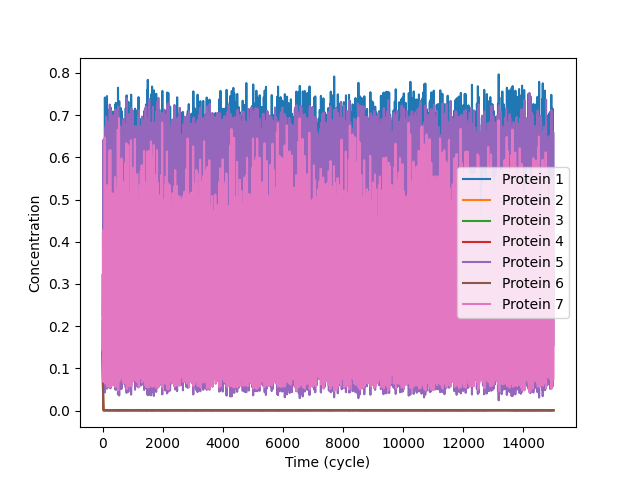 0.8
0.7
0.6
0.5
0.4
0.3
0.2
0.1
0.0
Concentration
0 2000 4000 6000 8000 10000 12000 14000
Time (cycle)
Protein 1
Protein 2
Protein 3
Protein 4
Protein 5
Protein 6
Protein 7